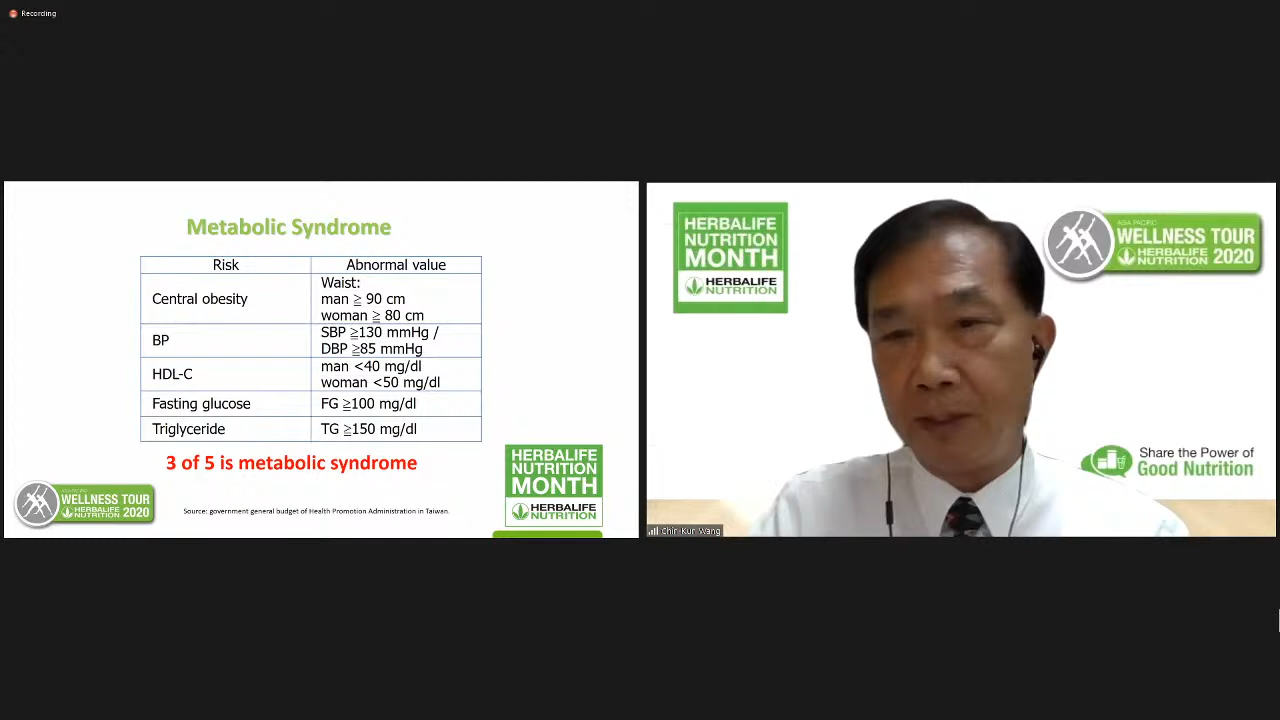 Recording
Metabolic Syndrome
Risk
Abnormal value
Central obesity
Waist:
man ≧ 90 cm
woman ≧ 80 cm
BP
SBP ≧130 mmHg /
DBP ≧85 mmHg
HDL-C
man <40 mg/dl
woman <50 mg/dl
Fasting glucose
FG ≧100 mg/dl
Triglyceride
TG ≧150 mg/dl
3 of 5 is metabolic syndrome
Source: government general budget of Health Promotion Administration in Taiwan.
ASIA PACIFIC
WELLNESS TOUR
HERBALIFE NUTRITION 2020
HERBALIFE
NUTRITION
MONTH
HERBALIFE
NUTRITION
HERBALIFE
NUTRITION
MONTH
HERBALIFE
NUTRITION
ASIA PACIFIC
WELLNESS TOUR
HERBALIFE NUTRITION 2020
Share the Power of
Good Nutrition
Chin-Kun Wang